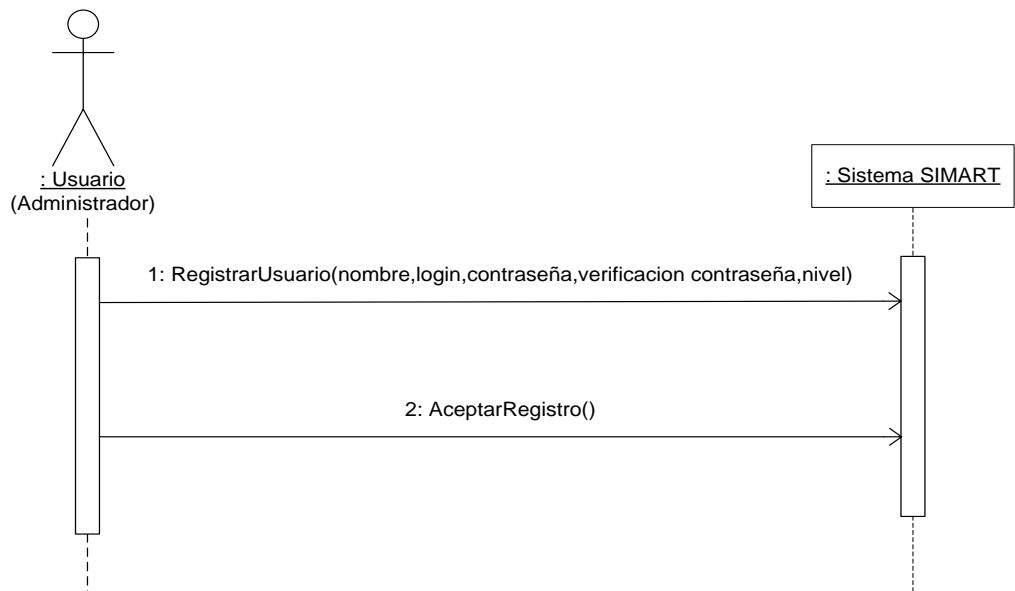 : Usuario
(Administrador)
: Sistema SIMART
1: RegistrarUsuario(nombre,login,contraseña,verificacion contraseña,nivel)
2: AceptarRegistro()